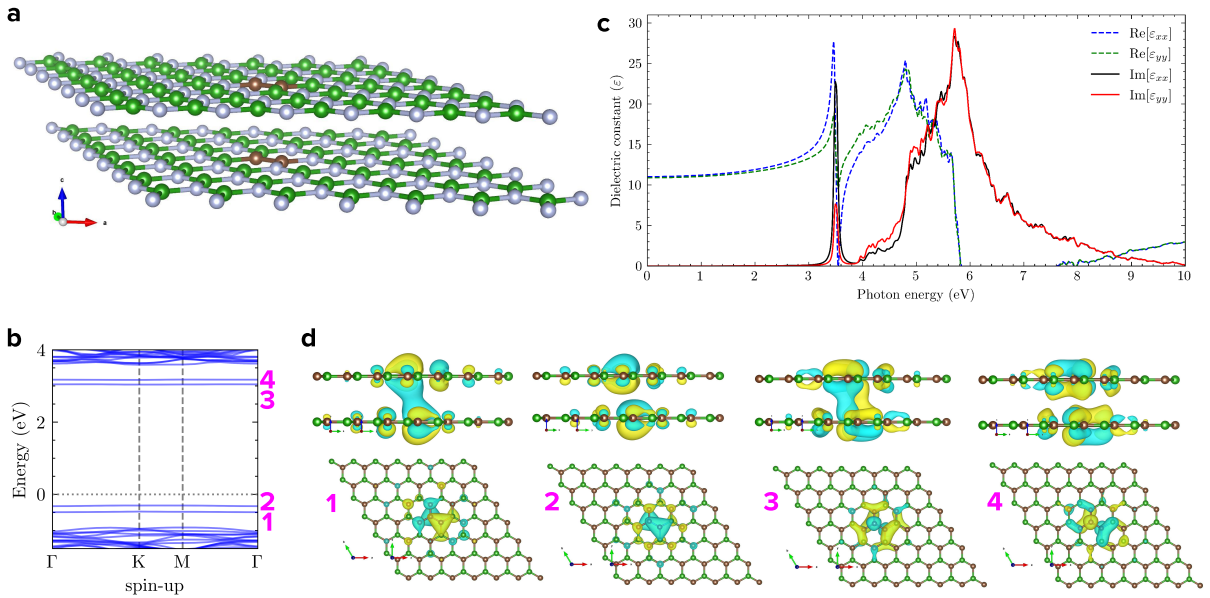 a
c
b
a
c
Dielectric constant (ε)
30
25
20
15
10
5
0
0 1 2 3 4 5 6 7 8 9 10
Photon energy (eV)
Re[εxx]
Re[εyy]
Im[εxx]
Im[εyy]
b
Energy (eV)
4
2
0
Γ K M Γ
spin-up
4
3
2
1
d
1
2
3
4